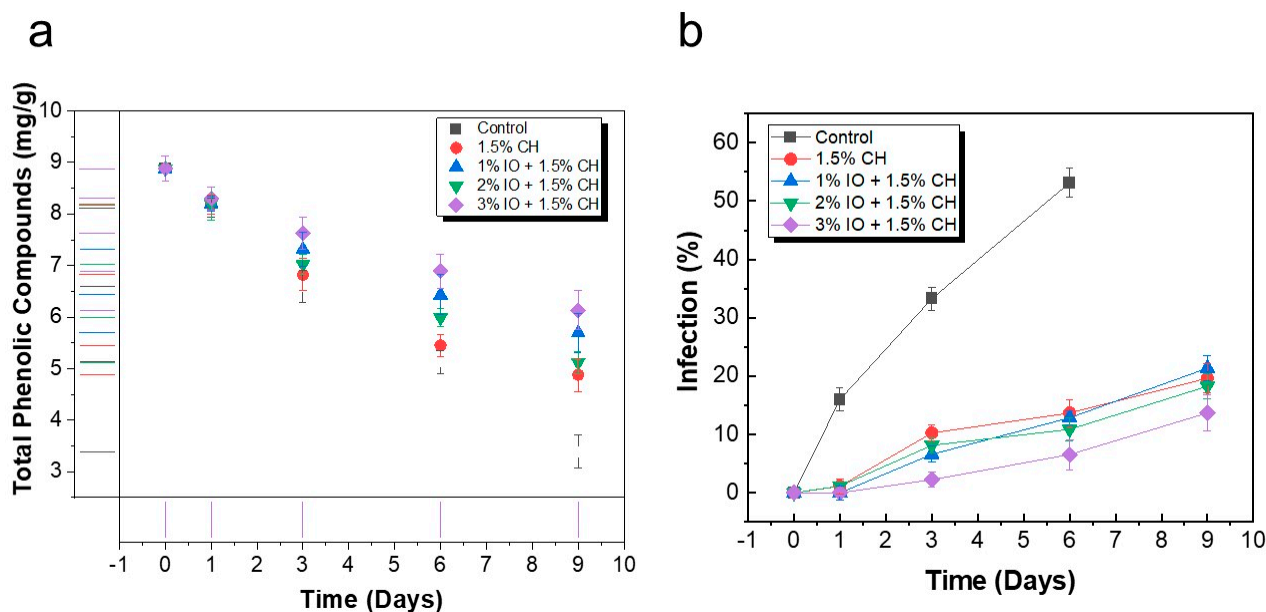 a
Total Phenolic Compounds (mg/g)
10
9
8
7
6
5
4
3
Control
1.5% CH
1% IO + 1.5% CH
2% IO + 1.5% CH
3% IO + 1.5% CH
-1 0 1 2 3 4 5 6 7 8 9 10
Time (Days)
b
Infection (%)
60
50
40
30
20
10
0
Control
1.5% CH
1% IO + 1.5% CH
2% IO + 1.5% CH
3% IO + 1.5% CH
-1 0 1 2 3 4 5 6 7 8 9 10
Time (Days)